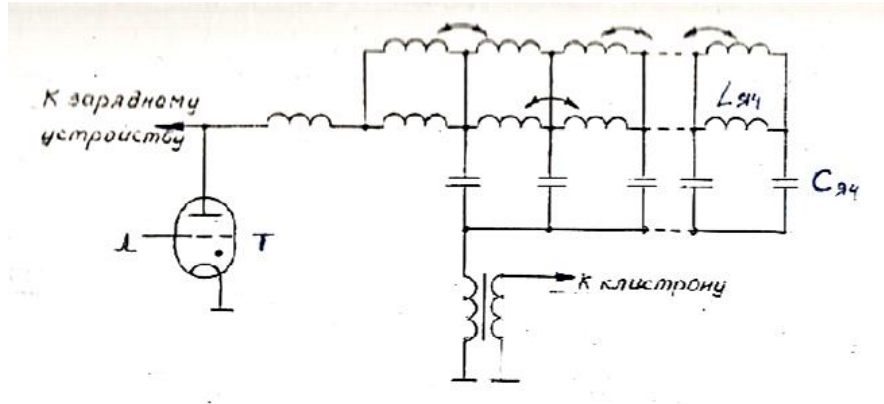 К зарядному
устройству
Lяч
Cяч
Л
T
К клистрону